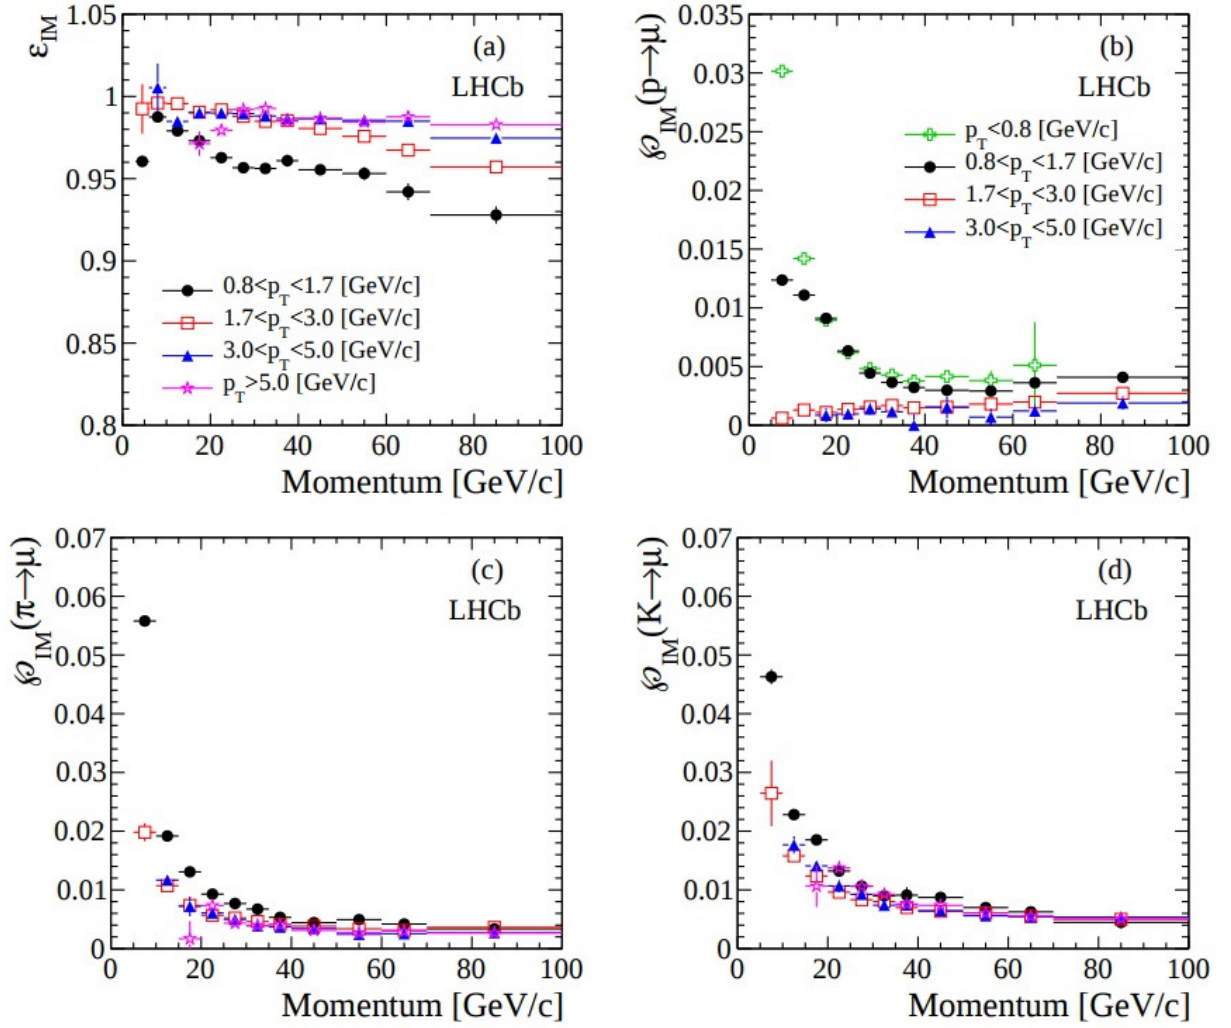 ε_IM
1.05
1
0.95
0.9
0.85
0.8
(a)
LHCb
0.8<p_T<1.7 [GeV/c]
1.7<p_T<3.0 [GeV/c]
3.0<p_T<5.0 [GeV/c]
p_T>5.0 [GeV/c]
0 20 40 60 80 100
Momentum [GeV/c]
℘_IM(p→μ)
0.035
0.03
0.025
0.02
0.015
0.01
0.005
0
(b)
LHCb
p_T<0.8 [GeV/c]
0.8<p_T<1.7 [GeV/c]
1.7<p_T<3.0 [GeV/c]
3.0<p_T<5.0 [GeV/c]
0 20 40 60 80 100
Momentum [GeV/c]
℘_IM(π→μ)
0.07
0.06
0.05
0.04
0.03
0.02
0.01
0
(c)
LHCb
0 20 40 60 80 100
Momentum [GeV/c]
℘_IM(K→μ)
0.07
0.06
0.05
0.04
0.03
0.02
0.01
0
(d)
LHCb
0 20 40 60 80 100
Momentum [GeV/c]